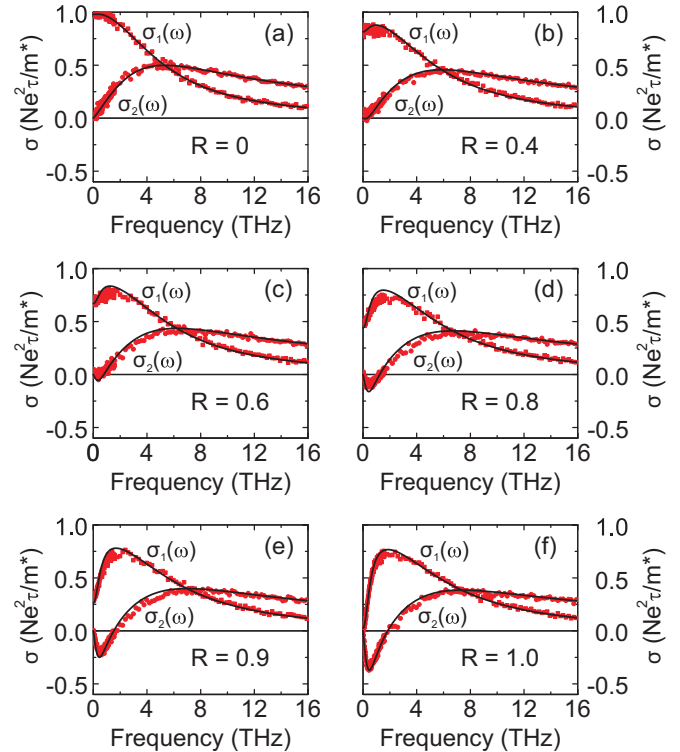 1.0
0.5
0.0
-0.5
σ (Ne²τ/m*)
0 4 8 12 16
Frequency (THz)
(a)
σ₁(ω)
σ₂(ω)
R = 0
(b)
σ₁(ω)
σ₂(ω)
R = 0.4
0 4 8 12 16
Frequency (THz)
1.0
0.5
0.0
-0.5
σ (Ne²τ/m*)
1.0
0.5
0.0
-0.5
σ (Ne²τ/m*)
0 4 8 12 16
Frequency (THz)
(c)
σ₁(ω)
σ₂(ω)
R = 0.6
(d)
σ₁(ω)
σ₂(ω)
R = 0.8
0 4 8 12 16
Frequency (THz)
1.0
0.5
0.0
-0.5
σ (Ne²τ/m*)
1.0
0.5
0.0
-0.5
σ (Ne²τ/m*)
0 4 8 12 16
Frequency (THz)
(e)
σ₁(ω)
σ₂(ω)
R = 0.9
(f)
σ₁(ω)
σ₂(ω)
R = 1.0
0 4 8 12 16
Frequency (THz)
1.0
0.5
0.0
-0.5
σ (Ne²τ/m*)